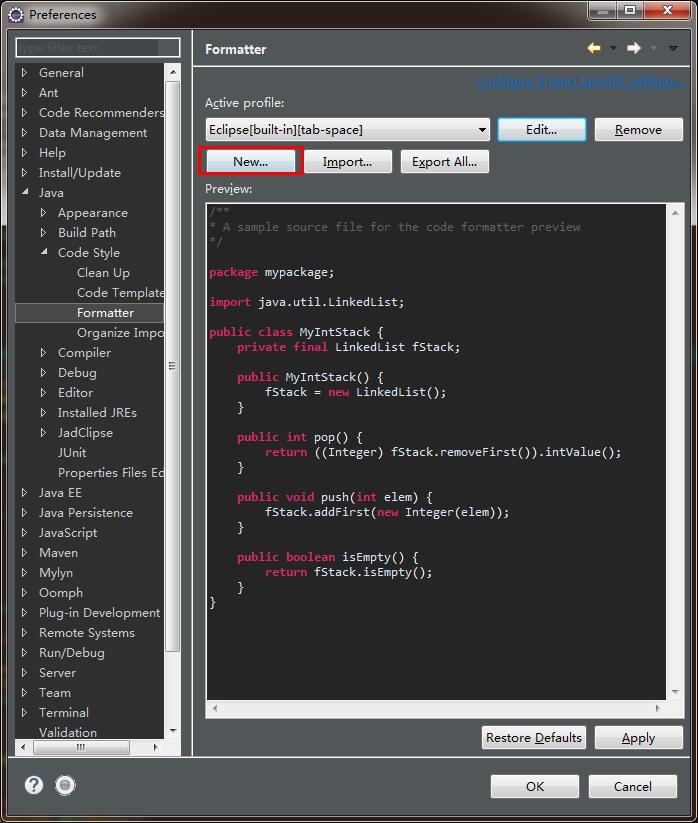 Preferences
type filter text
General
Ant
Code Recommenders
Data Management
Help
Install/Update
Java
Appearance
Build Path
Code Style
Clean Up
Code Template
Formatter
Organize Impo
Compiler
Debug
Editor
Installed JREs
JadClipse
JUnit
Properties Files Ed
Java EE
Java Persistence
JavaScript
Maven
Mylyn
Oomph
Plug-in Development
Remote Systems
Run/Debug
Server
Team
Terminal
Validation
Formatter
Configure Project Specific Settings...
Active profile:
Eclipse[built-in][tab-space]
Edit...
Remove
New...
Import...
Export All...
Preview:
/**
* A sample source file for the code formatter preview
*/
package mypackage;
import java.util.LinkedList;
public class MyIntStack {
private final LinkedList fStack;
public MyIntStack() {
fStack = new LinkedList();
}
public int pop() {
return ((Integer) fStack.removeFirst()).intValue();
}
public void push(int elem) {
fStack.addFirst(new Integer(elem));
}
public boolean isEmpty() {
return fStack.isEmpty();
}
}
Restore Defaults
Apply
?
OK
Cancel